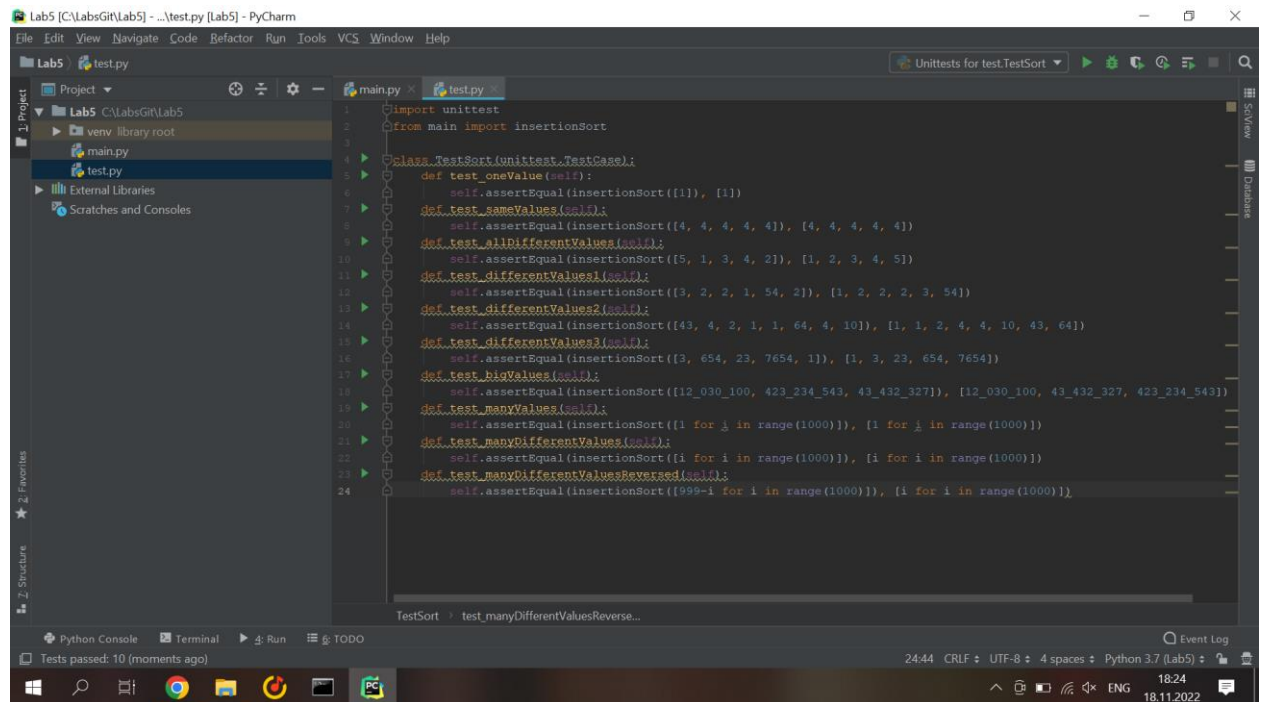 Lab5 [C:\LabsGit\Lab5] - ...\test.py [Lab5] - PyCharm
File Edit View Navigate Code Refactor Run Tools VCS Window Help
Lab5 test.py
Unittests for test.TestSort
Project
main.py
test.py
1: Project
Lab5 C:\LabsGit\Lab5
venv library root
main.py
test.py
External Libraries
Scratches and Consoles
2: Favorites
7: Structure
1 import unittest
2 from main import insertionSort
3
4 class TestSort(unittest.TestCase):
5 def test_oneValue(self):
6 self.assertEqual(insertionSort([1]), [1])
7 def test_sameValues(self):
8 self.assertEqual(insertionSort([4, 4, 4, 4, 4]), [4, 4, 4, 4, 4])
9 def test_allDifferentValues(self):
10 self.assertEqual(insertionSort([5, 1, 3, 4, 2]), [1, 2, 3, 4, 5])
11 def test_differentValues1(self):
12 self.assertEqual(insertionSort([3, 2, 2, 1, 54, 2]), [1, 2, 2, 2, 3, 54])
13 def test_differentValues2(self):
14 self.assertEqual(insertionSort([43, 4, 2, 1, 1, 64, 4, 10]), [1, 1, 2, 4, 4, 10, 43, 64])
15 def test_differentValues3(self):
16 self.assertEqual(insertionSort([3, 654, 23, 7654, 1]), [1, 3, 23, 654, 7654])
17 def test_bigValues(self):
18 self.assertEqual(insertionSort([12_030_100, 423_234_543, 43_432_327]), [12_030_100, 43_432_327, 423_234_543])
19 def test_manyValues(self):
20 self.assertEqual(insertionSort([1 for i in range(1000)]), [1 for i in range(1000)])
21 def test_manyDifferentValues(self):
22 self.assertEqual(insertionSort([i for i in range(1000)]), [i for i in range(1000)])
23 def test_manyDifferentValuesReversed(self):
24 self.assertEqual(insertionSort([999-i for i in range(1000)]), [i for i in range(1000)])
SciView
Database
TestSort test_manyDifferentValuesReverse...
Python Console Terminal 4: Run 6: TODO Event Log
Tests passed: 10 (moments ago) 24:44 CRLF UTF-8 4 spaces Python 3.7 (Lab5)
PC
ENG
18:24
18.11.2022